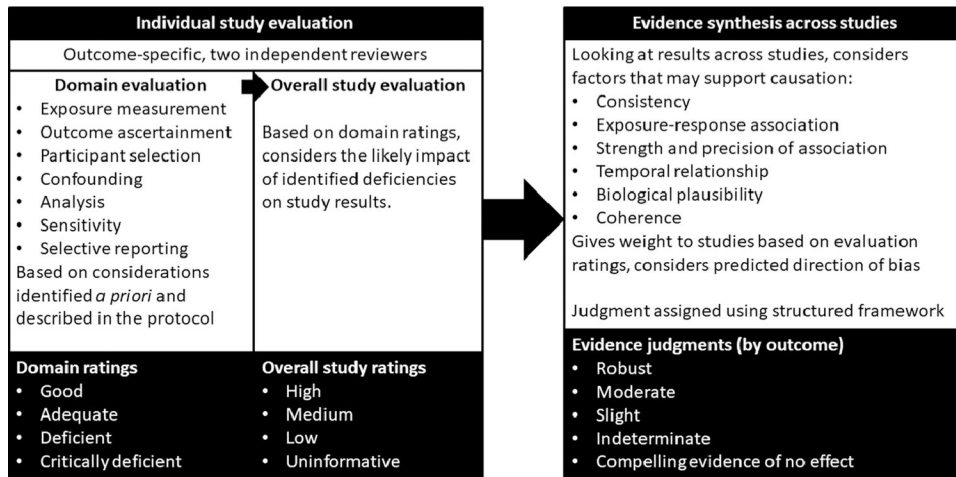 Individual study evaluation
Outcome-specific, two independent reviewers
Domain evaluation
• Exposure measurement
• Outcome ascertainment
• Participant selection
• Confounding
• Analysis
• Sensitivity
• Selective reporting
Based on considerations
identified a priori and
described in the protocol
Overall study evaluation
Based on domain ratings,
considers the likely impact
of identified deficiencies
on study results.
Domain ratings
• Good
• Adequate
• Deficient
• Critically deficient
Overall study ratings
• High
• Medium
• Low
• Uninformative
Evidence synthesis across studies
Looking at results across studies, considers
factors that may support causation:
• Consistency
• Exposure-response association
• Strength and precision of association
• Temporal relationship
• Biological plausibility
• Coherence
Gives weight to studies based on evaluation
ratings, considers predicted direction of bias
Judgment assigned using structured framework
Evidence judgments (by outcome)
• Robust
• Moderate
• Slight
• Indeterminate
• Compelling evidence of no effect